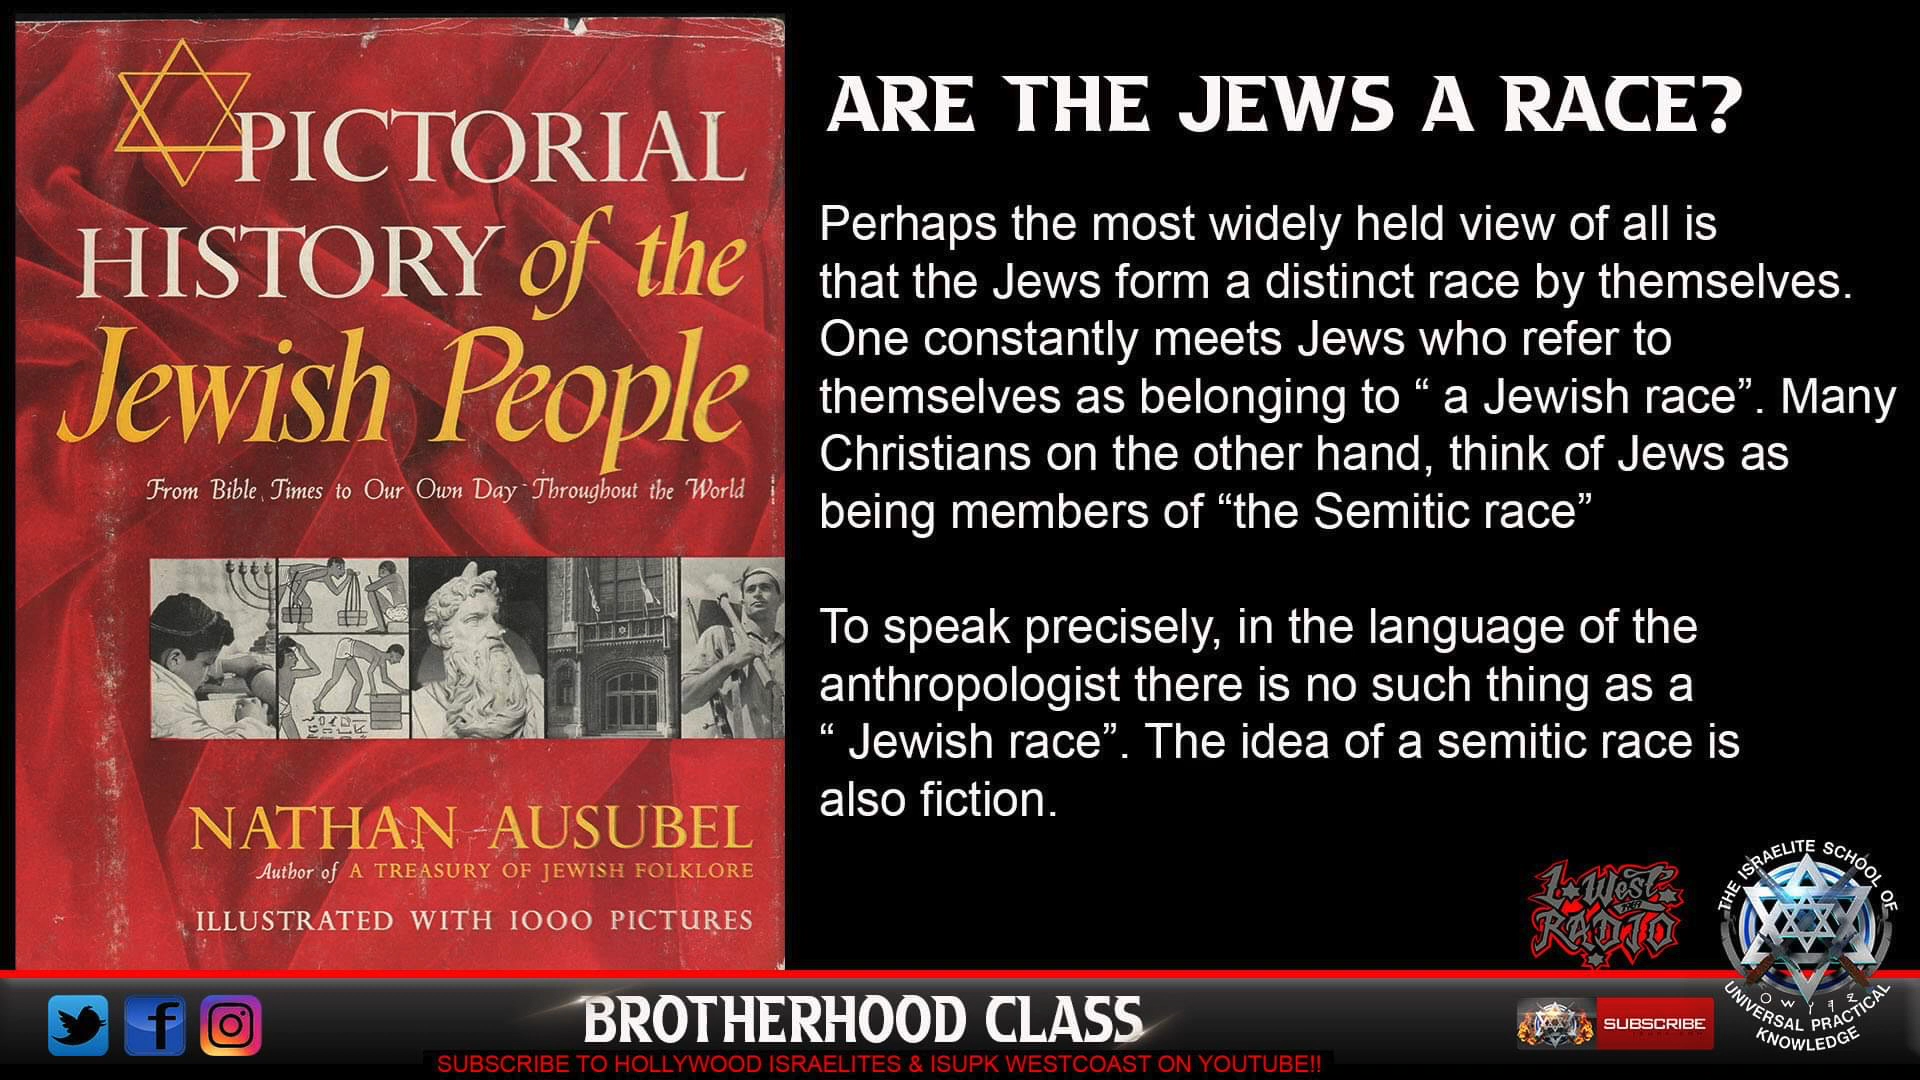 PICTORIAL
HISTORY of the
Jewish People
From Bible Times to Our Own Day - Throughout the World
NATHAN AUSUBEL
Author of A TREASURY OF JEWISH FOLKLORE
ILLUSTRATED WITH 1000 PICTURES
ARE THE JEWS A RACE?
Perhaps the most widely held view of all is
that the Jews form a distinct race by themselves.
One constantly meets Jews who refer to
themselves as belonging to “ a Jewish race”. Many
Christians on the other hand, think of Jews as
being members of “the Semitic race”
To speak precisely, in the language of the
anthropologist there is no such thing as a
“ Jewish race”. The idea of a semitic race is
also fiction.
1West
RADIO
THE ISRAELITE SCHOOL OF
UNIVERSAL PRACTICAL
KNOWLEDGE
BROTHERHOOD CLASS
SUBSCRIBE
SUBSCRIBE TO HOLLYWOOD ISRAELITES & ISUPK WESTCOAST ON YOUTUBE!!